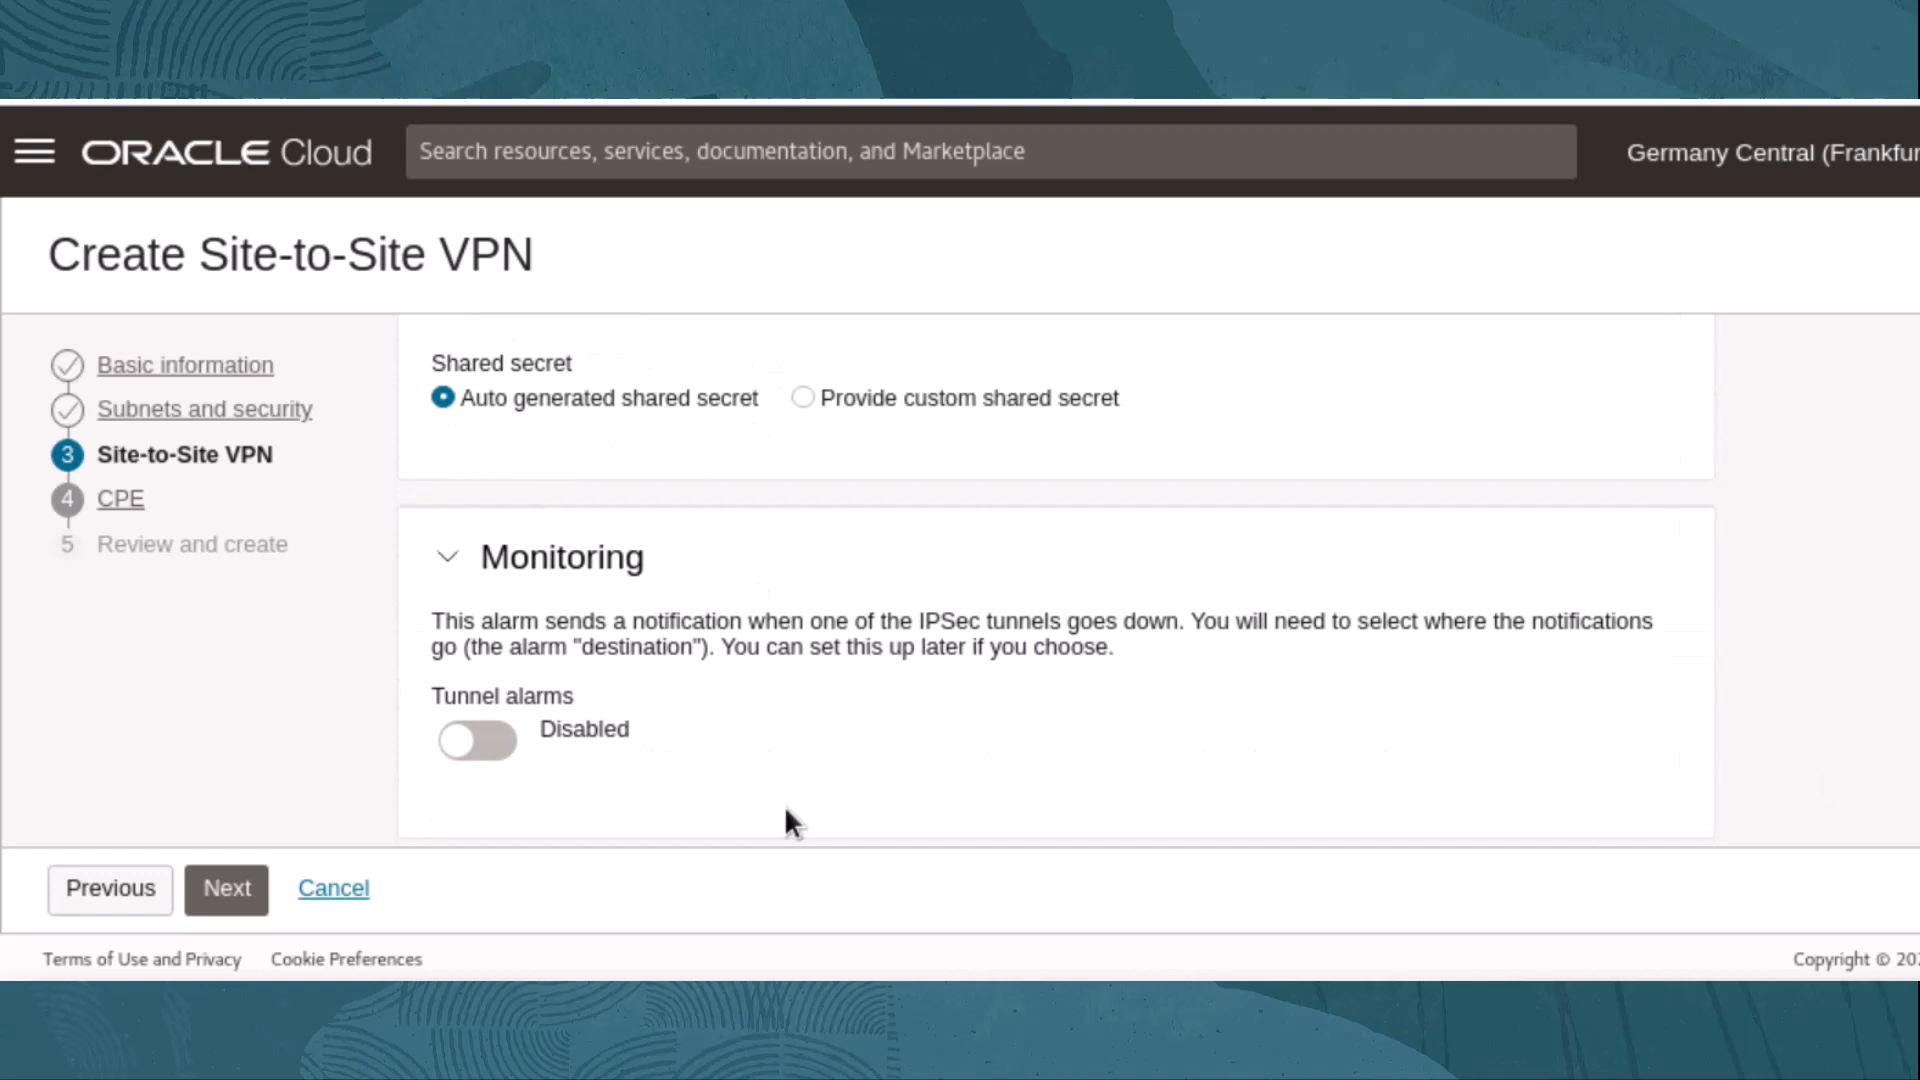 ORACLE Cloud
Search resources, services, documentation, and Marketplace
Germany Central (Frankfur
Create Site-to-Site VPN
Basic information
Subnets and security
3 Site-to-Site VPN
4 CPE
5 Review and create
Shared secret
Auto generated shared secret
Provide custom shared secret
Monitoring
This alarm sends a notification when one of the IPSec tunnels goes down. You will need to select where the notifications
go (the alarm "destination"). You can set this up later if you choose.
Tunnel alarms
Disabled
Previous
Next
Cancel
Terms of Use and Privacy
Cookie Preferences
Copyright © 202